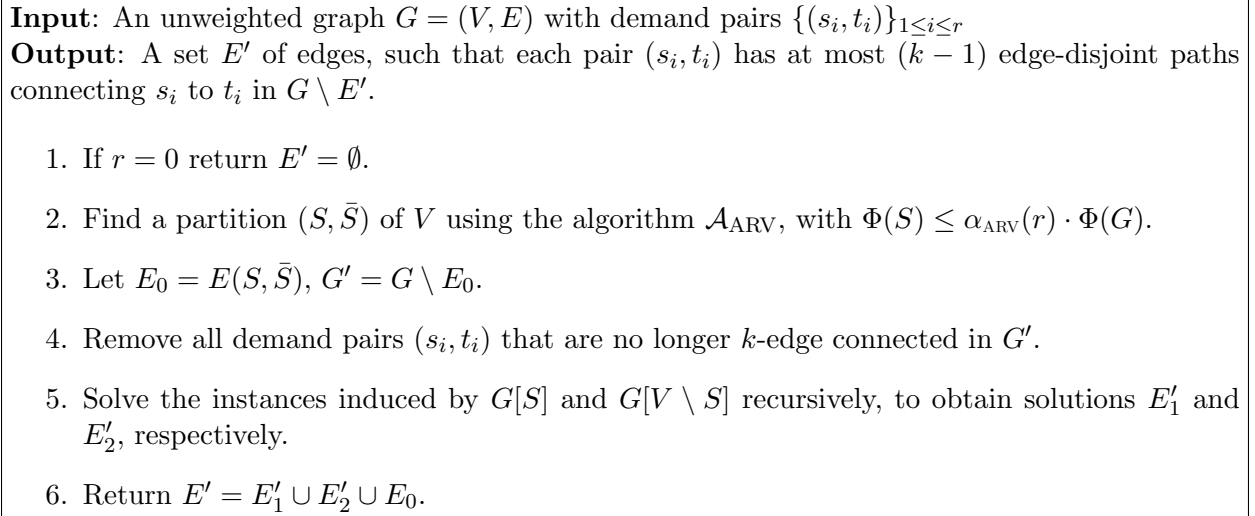 Input: An unweighted graph G = (V, E) with demand pairs {(s_i, t_i)}_{1≤i≤r}
Output: A set E′ of edges, such that each pair (s_i, t_i) has at most (k − 1) edge-disjoint paths
connecting s_i to t_i in G \ E′.
1. If r = 0 return E′ = ∅.
2. Find a partition (S, S̄) of V using the algorithm 𝒜_ARV, with Φ(S) ≤ α_ARV(r) · Φ(G).
3. Let E_0 = E(S, S̄), G′ = G \ E_0.
4. Remove all demand pairs (s_i, t_i) that are no longer k-edge connected in G′.
5. Solve the instances induced by G[S] and G[V \ S] recursively, to obtain solutions E′_1 and
E′_2, respectively.
6. Return E′ = E′_1 ∪ E′_2 ∪ E_0.